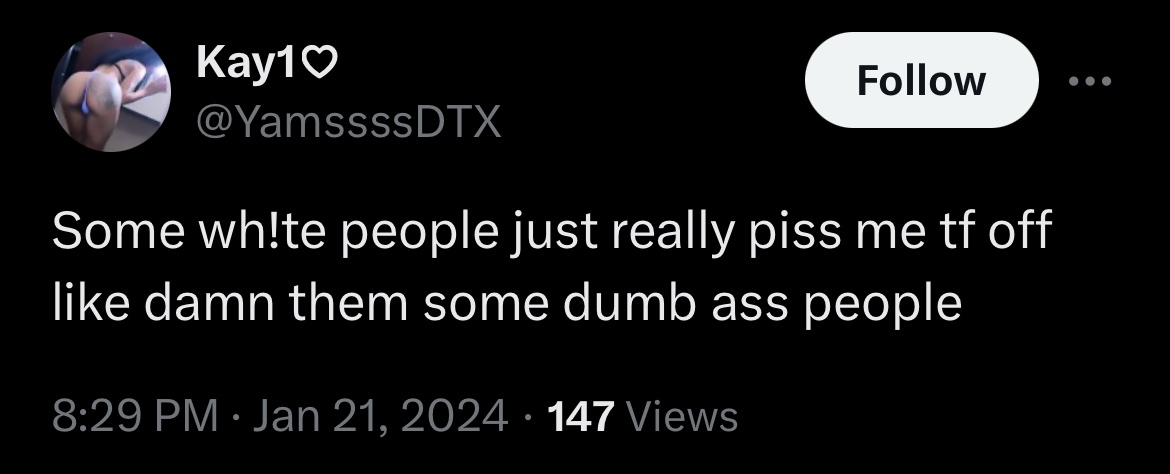 Kay1♡
@YamssssDTX
Follow
Some wh!te people just really piss me tf off
like damn them some dumb ass people
8:29 PM · Jan 21, 2024 · 147 Views